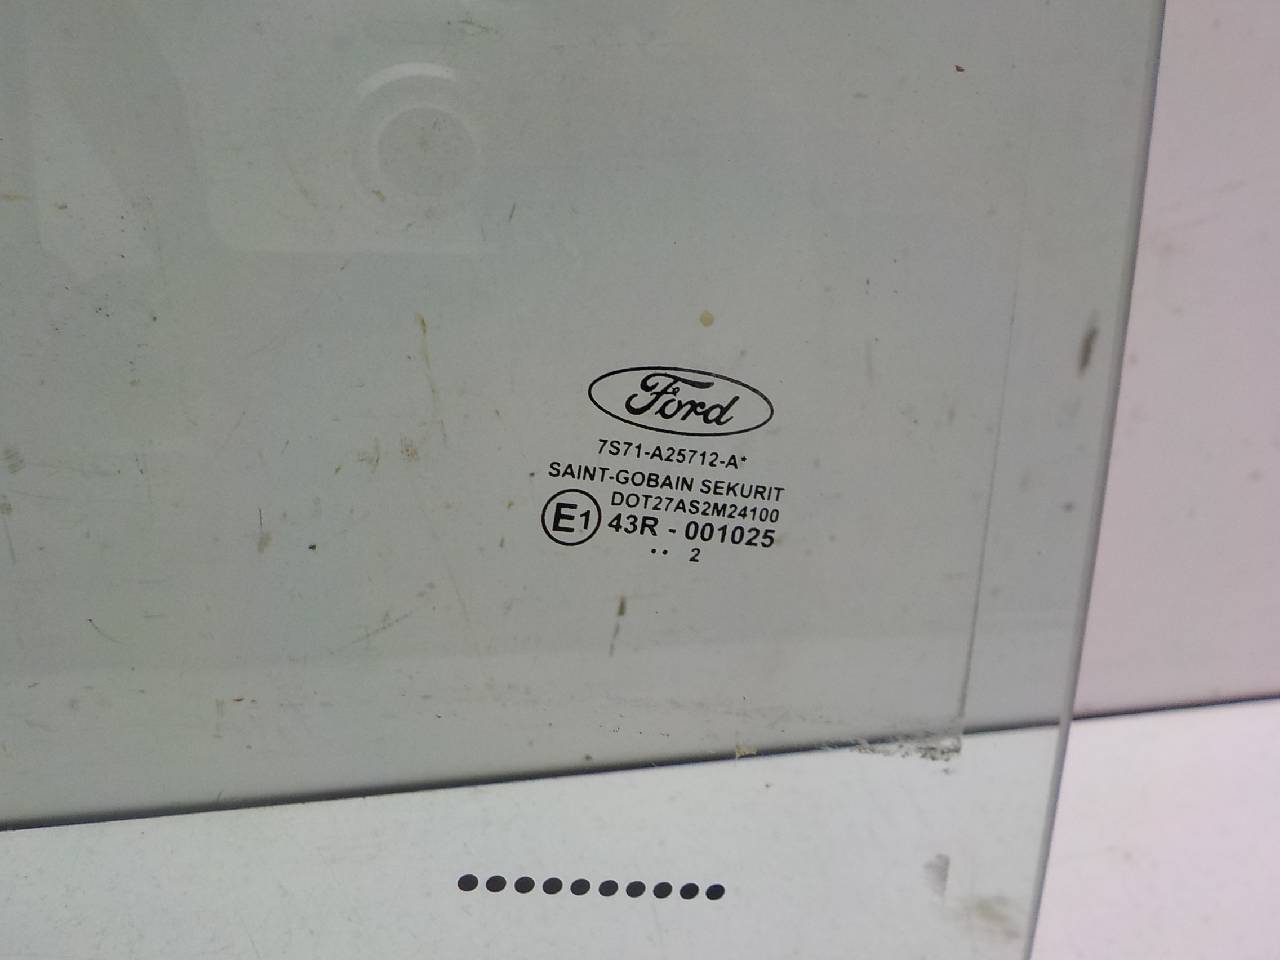 Ford
7S71-A25712-A*
SAINT-GOBAIN SEKURIT
DOT27AS2M24100
E1 43R - 001025
.. 2